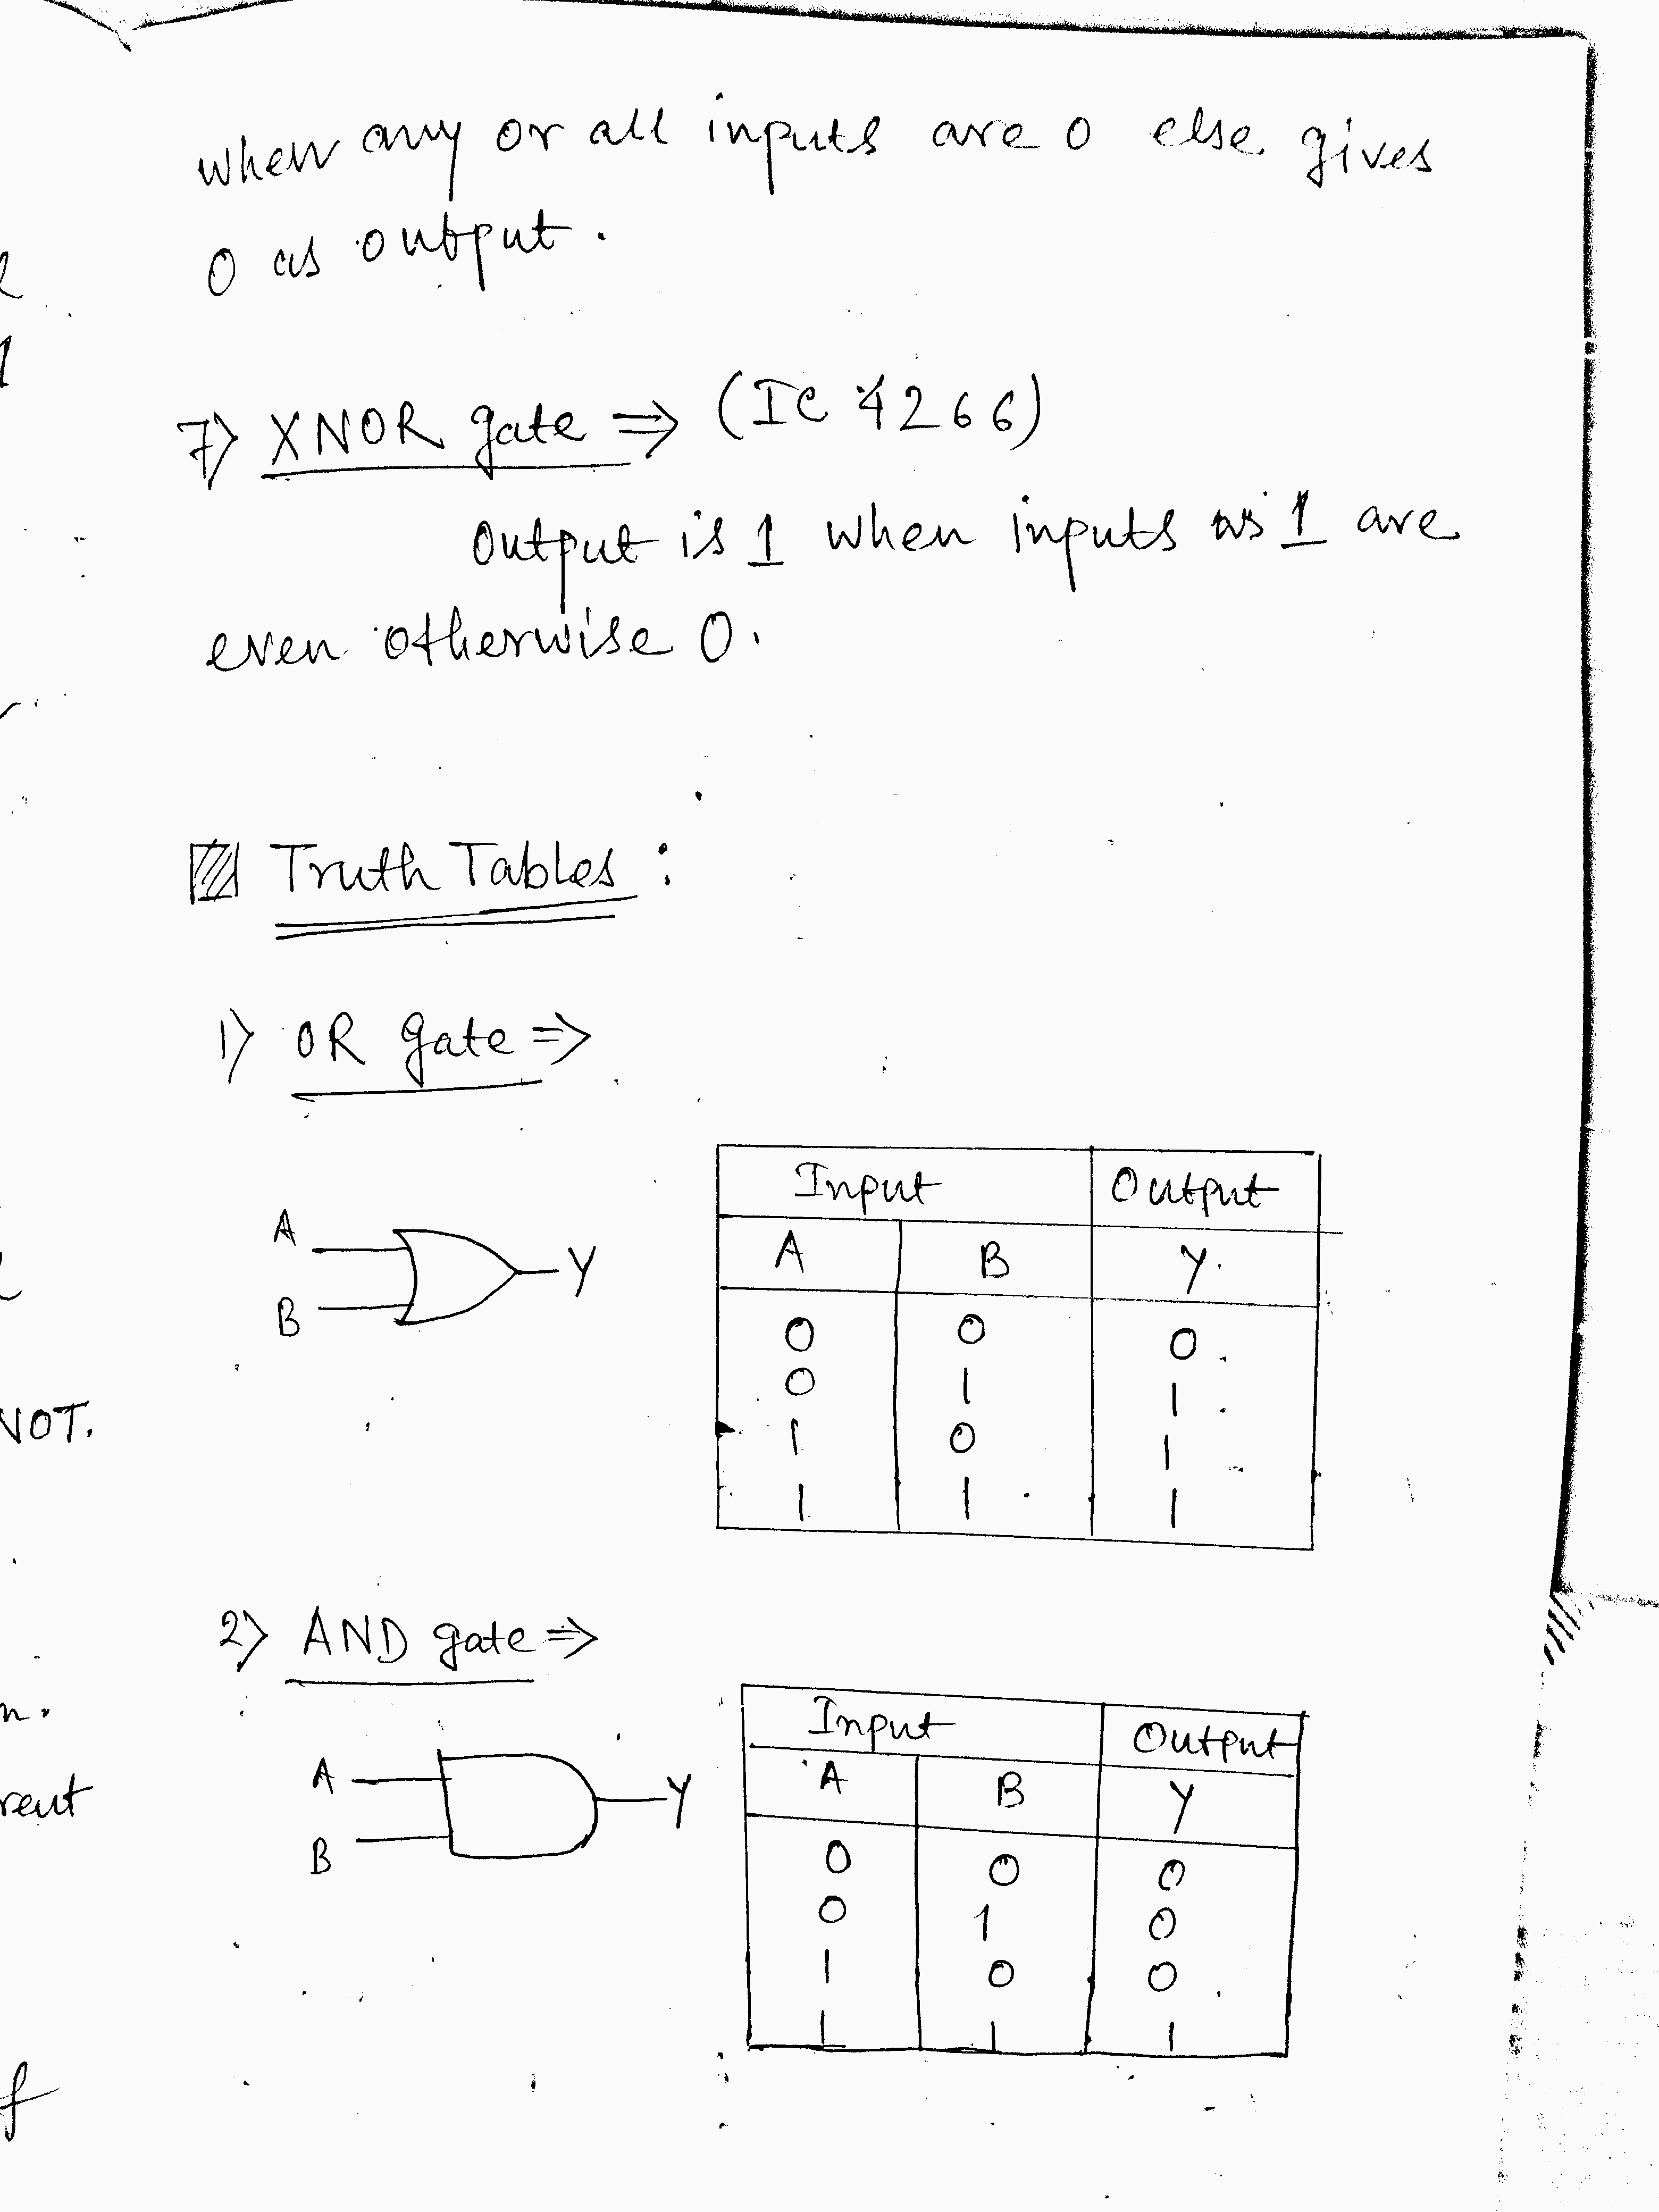 when any or all inputs are 0 else gives
0 as output.
7) XNOR gate ⇒ (IC 4266)
Output is 1 when inputs as 1 are
even otherwise 0.
Truth Tables :
1) OR gate ⇒
A
B
Y
Input Output
A B Y
0 0 0
0 1 1
1 0 1
1 1 1
NOT.
2) AND gate ⇒
A
B
Y
Input Output
A B Y
0 0 0
0 1 0
1 0 0
1 1 1